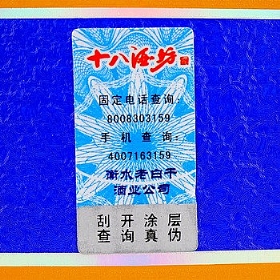 十八酒坊
固定电话查询:
8008303159
手机查询:
4007163159
衡水老白干
酒业公司
刮开涂层
查询真伪